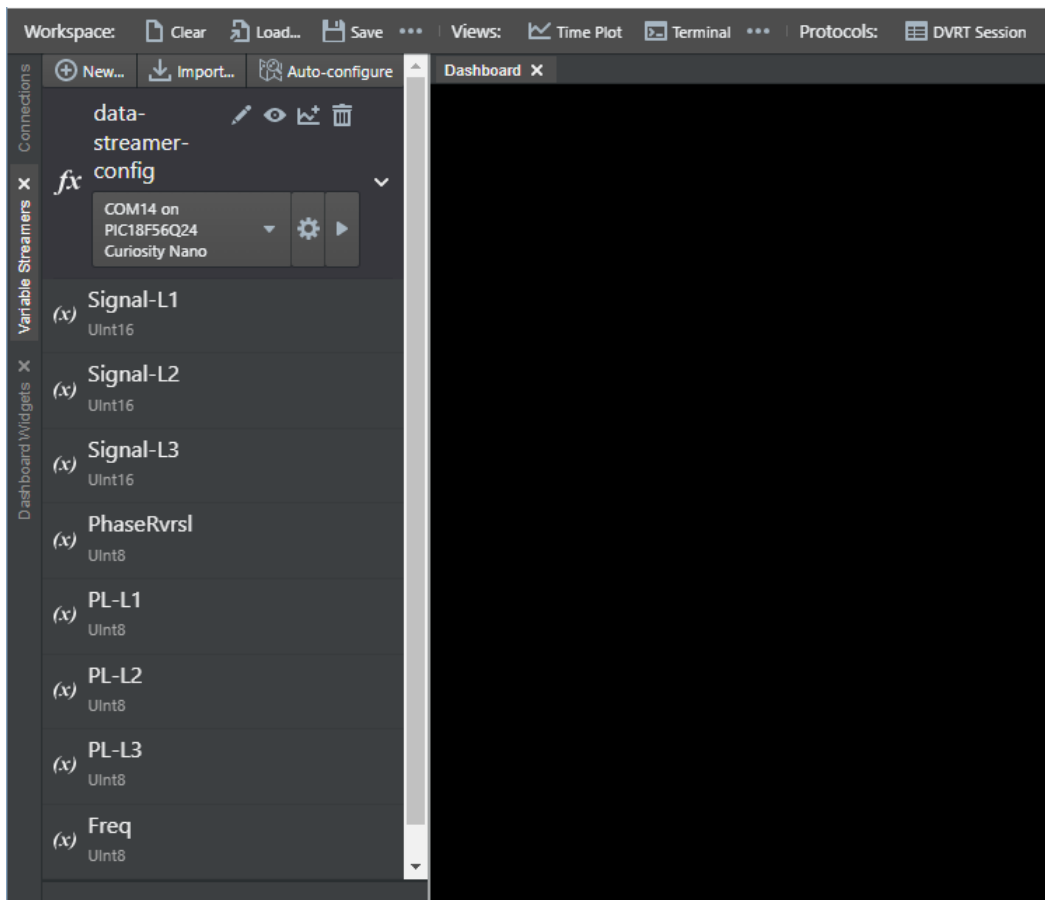 Workspace: Clear Load... Save ••• Views: Time Plot Terminal ••• Protocols: DVRT Session
Connections
Variable Streamers
Dashboard Widgets
New... Import... Auto-configure
Dashboard
data-
streamer-
config
fx
COM14 on
PIC18F56Q24
Curiosity Nano
(x) Signal-L1
UInt16
(x) Signal-L2
UInt16
(x) Signal-L3
UInt16
(x) PhaseRvrsl
UInt8
(x) PL-L1
UInt8
(x) PL-L2
UInt8
(x) PL-L3
UInt8
(x) Freq
UInt8